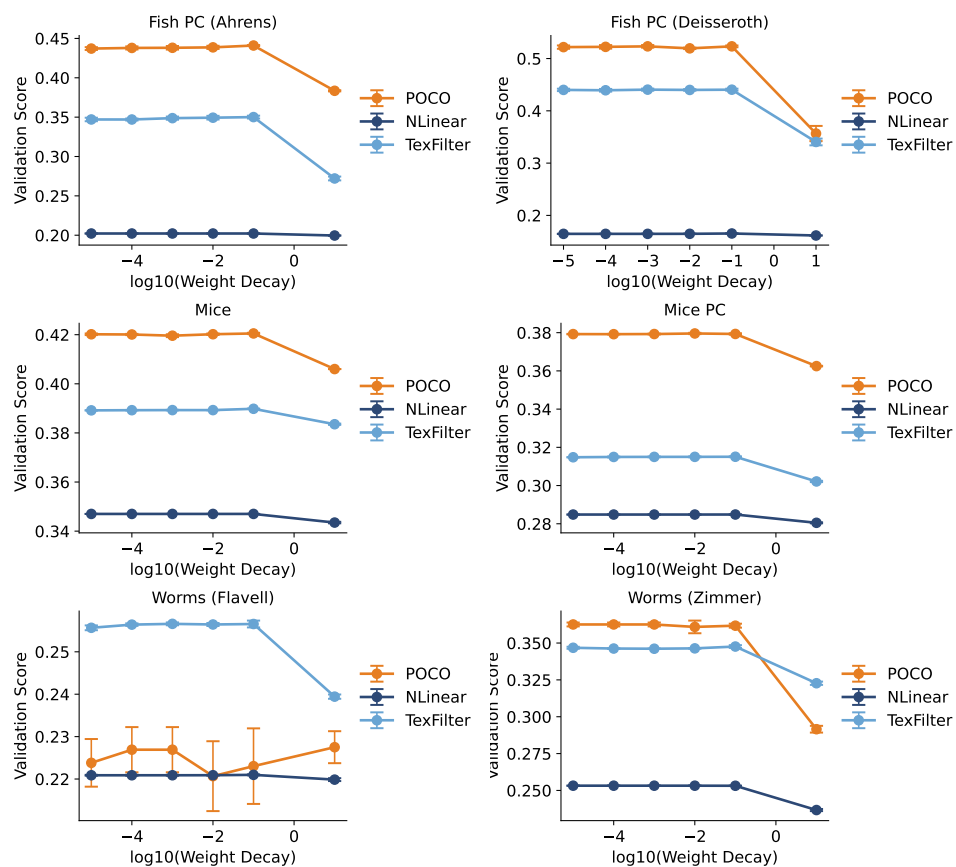 Fish PC (Ahrens)
Validation Score
0.45
0.40
0.35
0.30
0.25
0.20
−4
−2
0
log10(Weight Decay)
POCO
NLinear
TexFilter
Fish PC (Deisseroth)
Validation Score
0.5
0.4
0.3
0.2
−5
−4
−3
−2
−1
0
1
log10(Weight Decay)
POCO
NLinear
TexFilter
Mice
Validation Score
0.42
0.40
0.38
0.36
0.34
−4
−2
0
log10(Weight Decay)
POCO
NLinear
TexFilter
Mice PC
Validation Score
0.38
0.36
0.34
0.32
0.30
0.28
−4
−2
0
log10(Weight Decay)
POCO
NLinear
TexFilter
Worms (Flavell)
Validation Score
0.25
0.24
0.23
0.22
−4
−2
0
log10(Weight Decay)
POCO
NLinear
TexFilter
Worms (Zimmer)
Validation Score
0.350
0.325
0.300
0.275
0.250
−4
−2
0
log10(Weight Decay)
POCO
NLinear
TexFilter